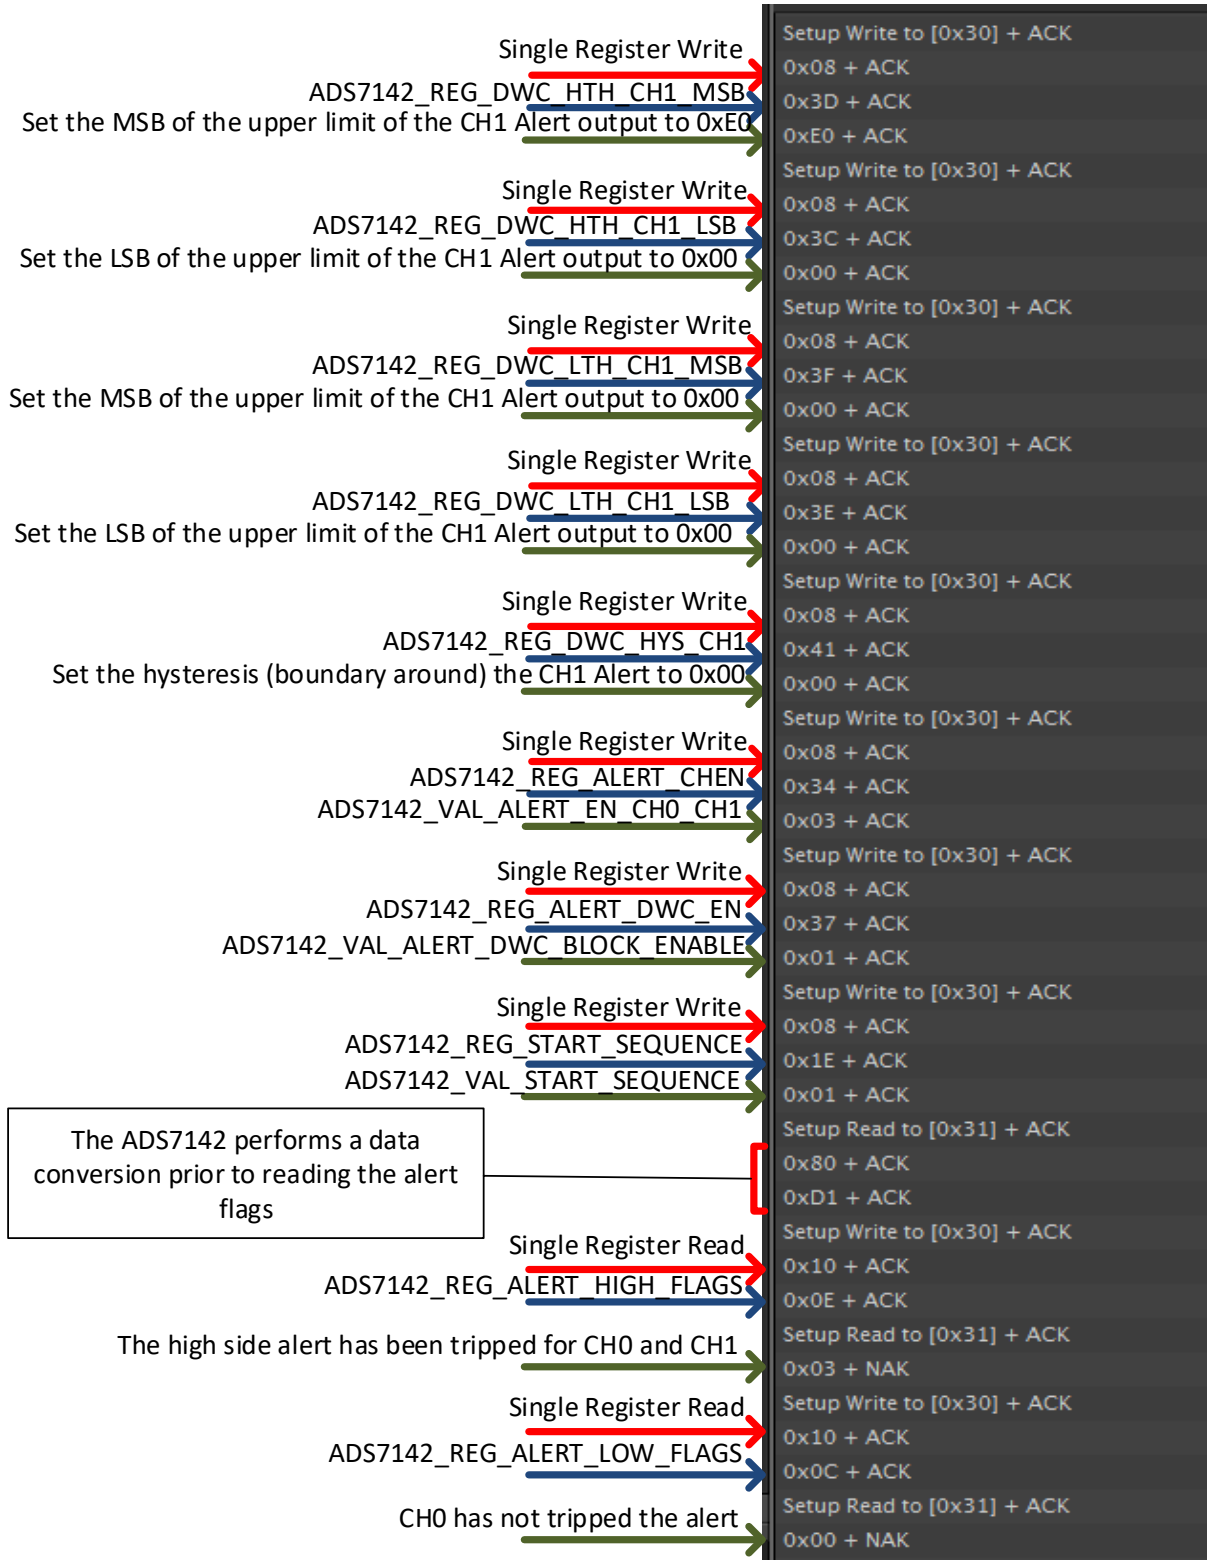 Setup Write to [0x30] + ACK
Single Register Write
0x08 + ACK
ADS7142_REG_DWC_HTH_CH1_MSB
0x3D + ACK
Set the MSB of the upper limit of the CH1 Alert output to 0xE0
0xE0 + ACK
Setup Write to [0x30] + ACK
Single Register Write
0x08 + ACK
ADS7142_REG_DWC_HTH_CH1_LSB
0x3C + ACK
Set the LSB of the upper limit of the CH1 Alert output to 0x00
0x00 + ACK
Setup Write to [0x30] + ACK
Single Register Write
0x08 + ACK
ADS7142_REG_DWC_LTH_CH1_MSB
0x3F + ACK
Set the MSB of the upper limit of the CH1 Alert output to 0x00
0x00 + ACK
Setup Write to [0x30] + ACK
Single Register Write
0x08 + ACK
ADS7142_REG_DWC_LTH_CH1_LSB
0x3E + ACK
Set the LSB of the upper limit of the CH1 Alert output to 0x00
0x00 + ACK
Setup Write to [0x30] + ACK
Single Register Write
0x08 + ACK
ADS7142_REG_DWC_HYS_CH1
0x41 + ACK
Set the hysteresis (boundary around) the CH1 Alert to 0x00
0x00 + ACK
Setup Write to [0x30] + ACK
Single Register Write
0x08 + ACK
ADS7142_REG_ALERT_CHEN
0x34 + ACK
ADS7142_VAL_ALERT_EN_CH0_CH1
0x03 + ACK
Setup Write to [0x30] + ACK
Single Register Write
0x08 + ACK
ADS7142_REG_ALERT_DWC_EN
0x37 + ACK
ADS7142_VAL_ALERT_DWC_BLOCK_ENABLE
0x01 + ACK
Setup Write to [0x30] + ACK
Single Register Write
0x08 + ACK
ADS7142_REG_START_SEQUENCE
0x1E + ACK
ADS7142_VAL_START_SEQUENCE
0x01 + ACK
Setup Read to [0x31] + ACK
The ADS7142 performs a data
conversion prior to reading the alert
flags
0x80 + ACK
0xD1 + ACK
Setup Write to [0x30] + ACK
Single Register Read
0x10 + ACK
ADS7142_REG_ALERT_HIGH_FLAGS
0x0E + ACK
Setup Read to [0x31] + ACK
The high side alert has been tripped for CH0 and CH1
0x03 + NAK
Setup Write to [0x30] + ACK
Single Register Read
0x10 + ACK
ADS7142_REG_ALERT_LOW_FLAGS
0x0C + ACK
Setup Read to [0x31] + ACK
CH0 has not tripped the alert
0x00 + NAK